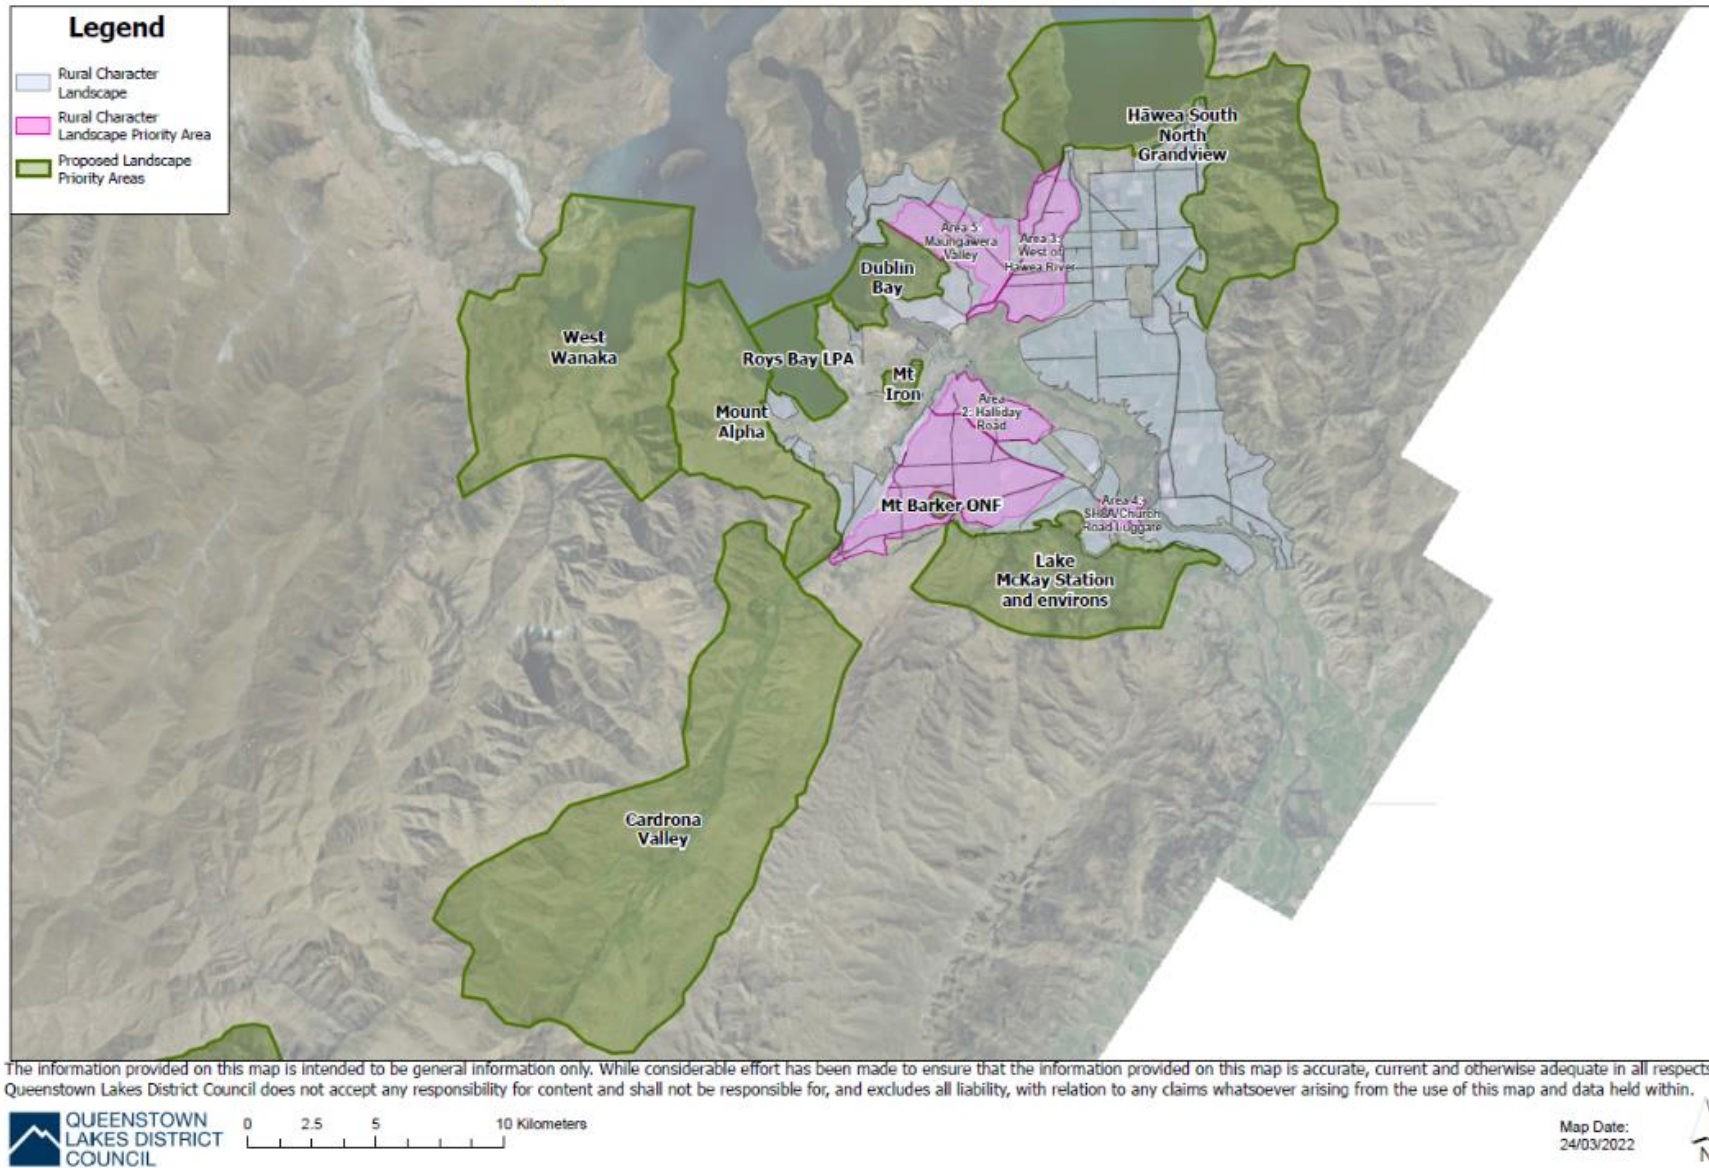 Legend
Rural Character
Landscape
Rural Character
Landscape Priority Area
Proposed Landscape
Priority Areas
Hāwea South
North
Grandview
Area 5:
Maungawera
Valley
Area 3:
West of
Hawea River
Dublin
Bay
West
Wanaka
Roys Bay LPA
Mt
Iron
Mount
Alpha
Area
2: Halliday
Road
Mt Barker ONF
Area 4:
SH8A/Church
Road Luggate
Lake
McKay Station
and environs
Cardrona
Valley
The information provided on this map is intended to be general information only. While considerable effort has been made to ensure that the information provided on this map is accurate, current and otherwise adequate in all respects
Queenstown Lakes District Council does not accept any responsibility for content and shall not be responsible for, and excludes all liability, with relation to any claims whatsoever arising from the use of this map and data held within.
QUEENSTOWN
LAKES DISTRICT
COUNCIL
0 2.5 5 10 Kilometers
Map Date:
24/03/2022
N